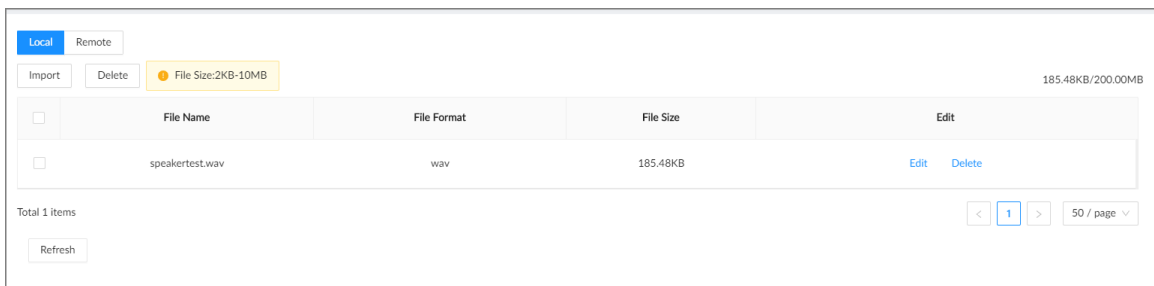 Local Remote
Import Delete File Size:2KB-10MB 185.48KB/200.00MB
File Name File Format File Size Edit
speakertest.wav wav 185.48KB Edit Delete
Total 1 items < 1 > 50 / page
Refresh